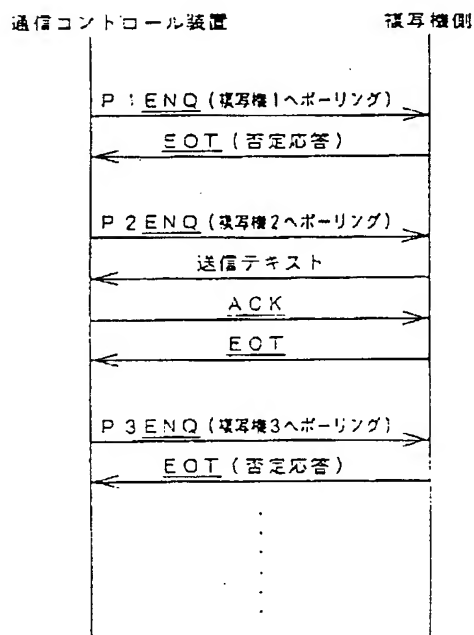 通信コントロール装置 複写機側
P1ENQ(複写機1へポーリング)
EOT(否定応答)
P2ENQ(複写機2へポーリング)
送信テキスト
ACK
EOT
P3ENQ(複写機3へポーリング)
EOT(否定応答)